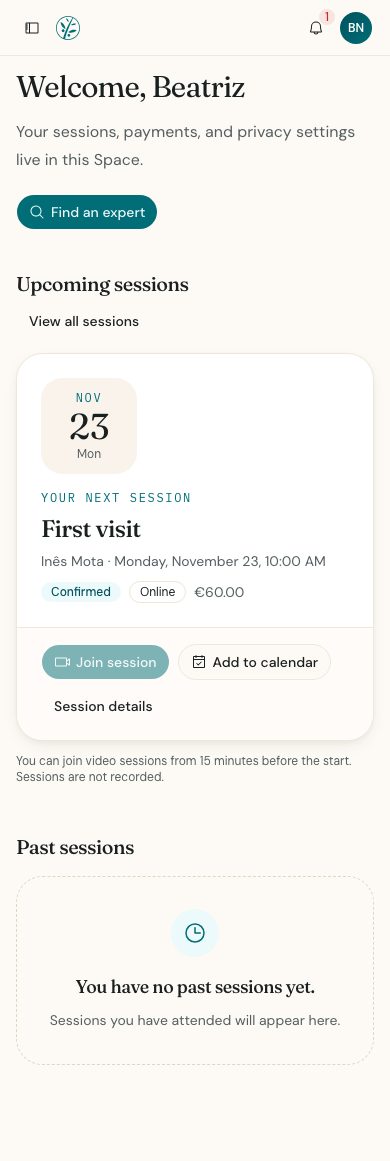 1
BN
Welcome, Beatriz
Your sessions, payments, and privacy settings
live in this Space.
Find an expert
Upcoming sessions
View all sessions
NOV
23
Mon
YOUR NEXT SESSION
First visit
Inês Mota · Monday, November 23, 10:00 AM
Confirmed Online €60.00
Join session Add to calendar
Session details
You can join video sessions from 15 minutes before the start.
Sessions are not recorded.
Past sessions
You have no past sessions yet.
Sessions you have attended will appear here.